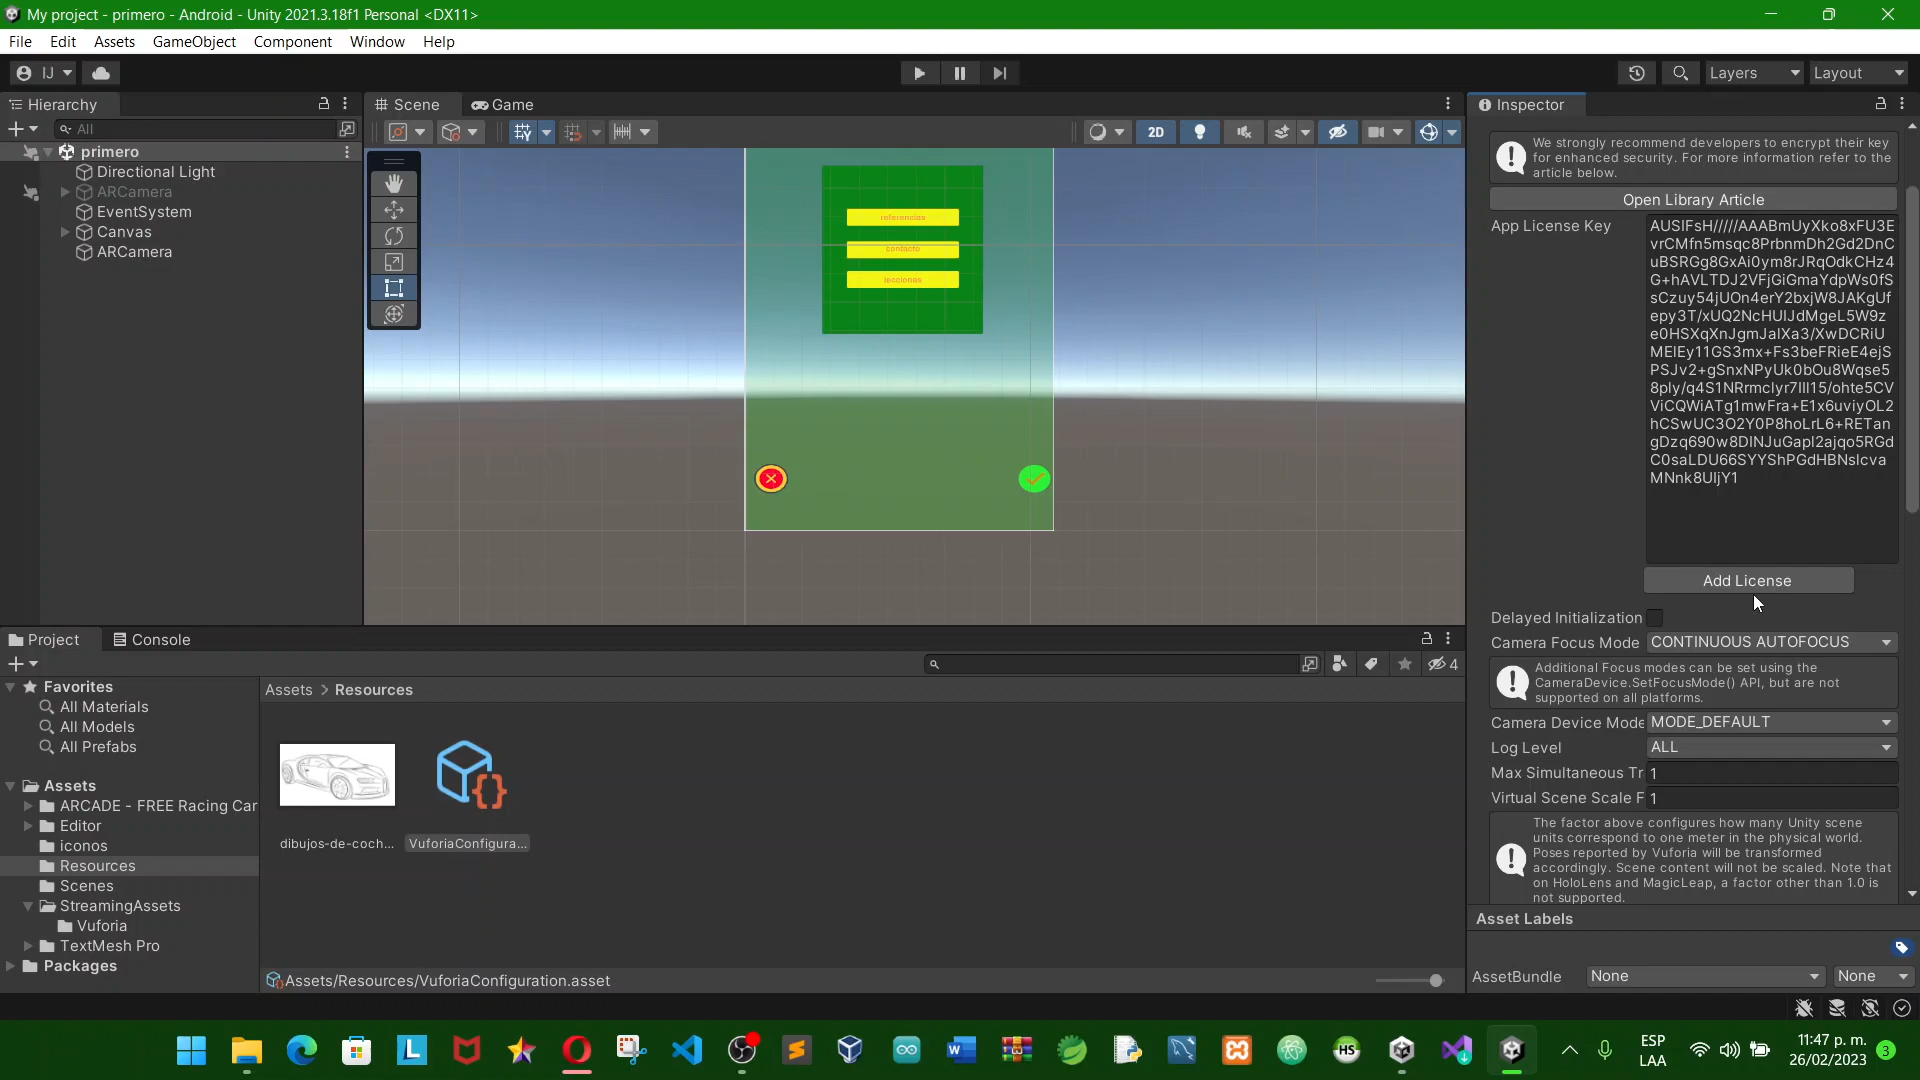 My project - primero - Android - Unity 2021.3.18f1 Personal <DX11>
File Edit Assets GameObject Component Window Help
IJ
Layers Layout
Hierarchy
All
primero
Directional Light
ARCamera
EventSystem
Canvas
ARCamera
Scene Game
2D
referencias
contacto
lecciones
Inspector
We strongly recommend developers to encrypt their key
for enhanced security. For more information refer to the
article below.
Open Library Article
App License Key
AUSIFsH/////AAABmUyXko8xFU3E
vrCMfn5msqc8PrbnmDh2Gd2DnC
uBSRGg8GxAi0ym8rJRqOdkCHz4
G+hAVLTDJ2VFjGiGmaYdpWs0fS
sCzuy54jUOn4erY2bxjW8JAKgUf
epy3T/xUQ2NcHUIJdMgeL5W9z
e0HSXqXnJgmJaIXa3/XwDCRiU
MElEy11GS3mx+Fs3beFRieE4ejS
PSJv2+gSnxNPyUk0bOu8Wqse5
8ply/q4S1NRrmclyr7III15/ohte5CV
ViCQWiATg1mwFra+E1x6uviyOL2
hCSwUC3O2Y0P8hoLrL6+RETan
gDzq690w8DINJuGapl2ajqo5RGd
C0saLDU66SYYShPGdHBNslcva
MNnk8UIjY1
Add License
Delayed Initialization
Camera Focus Mode CONTINUOUS AUTOFOCUS
Additional Focus modes can be set using the
CameraDevice.SetFocusMode() API, but are not
supported on all platforms.
Camera Device Mode MODE_DEFAULT
Log Level ALL
Max Simultaneous Tr 1
Virtual Scene Scale F 1
The factor above configures how many Unity scene
units correspond to one meter in the physical world.
Poses reported by Vuforia will be transformed
accordingly. Scene content will not be scaled. Note that
on HoloLens and MagicLeap, a factor other than 1.0 is
not supported.
Asset Labels
AssetBundle None None
Project Console
4
Favorites
All Materials
All Models
All Prefabs
Assets
ARCADE - FREE Racing Car
Editor
iconos
Resources
Scenes
StreamingAssets
Vuforia
TextMesh Pro
Packages
Assets > Resources
dibujos-de-coch...
VuforiaConfigura...
Assets/Resources/VuforiaConfiguration.asset
L
HS
ESP
LAA
11:47 p. m.
26/02/2023
3